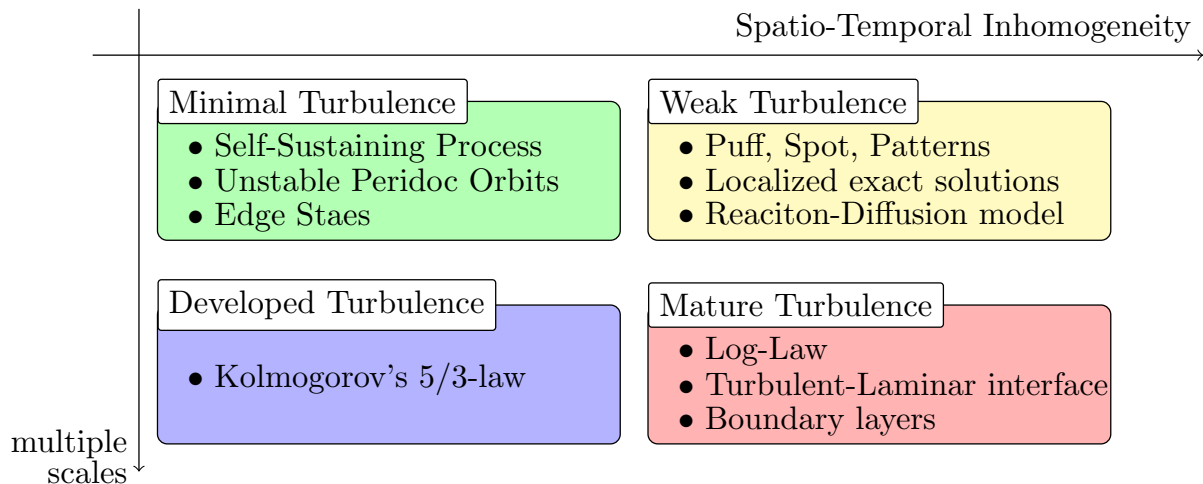 Spatio-Temporal Inhomogeneity
Minimal Turbulence
• Self-Sustaining Process
• Unstable Peridoc Orbits
• Edge Staes
Weak Turbulence
• Puff, Spot, Patterns
• Localized exact solutions
• Reaciton-Diffusion model
Developed Turbulence
• Kolmogorov's 5/3-law
Mature Turbulence
• Log-Law
• Turbulent-Laminar interface
• Boundary layers
multiple
scales